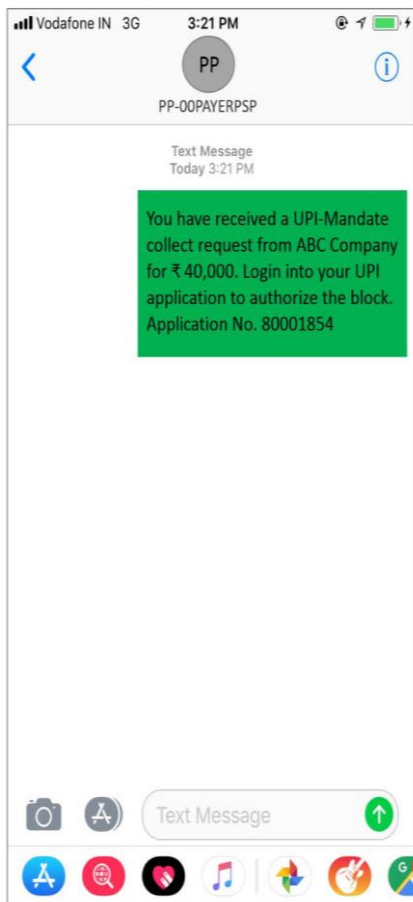 Vodafone IN 3G 3:21 PM
PP
PP-00PAYERPSP
Text Message
Today 3:21 PM
You have received a UPI-Mandate
collect request from ABC Company
for ₹ 40,000. Login into your UPI
application to authorize the block.
Application No. 80001854
Text Message
G